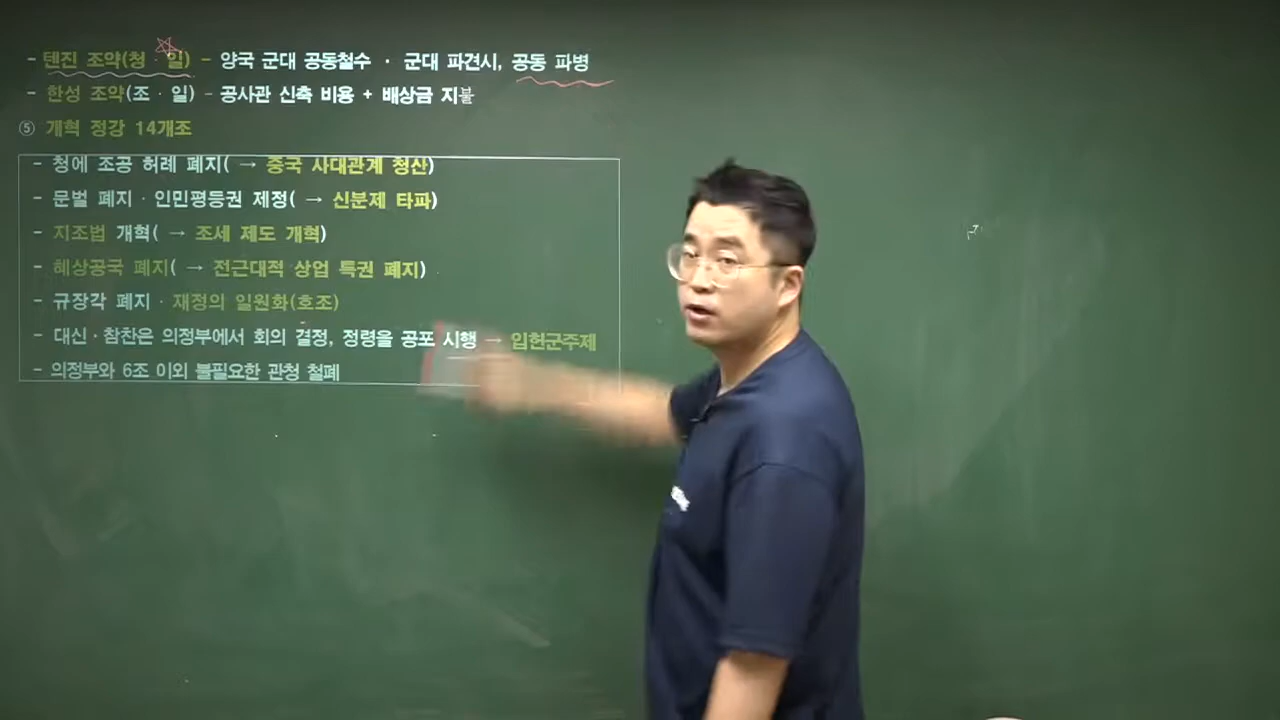 - 텐진 조약(청 · 일) - 양국 군대 공동철수 · 군대 파견시, 공동 파병
- 한성 조약(조 · 일) - 공사관 신축 비용 + 배상금 지불
⑤ 개혁 정강 14개조
- 청에 조공 허례 폐지( → 중국 사대관계 청산)
- 문벌 폐지 · 인민평등권 제정( → 신분제 타파)
- 지조법 개혁( → 조세 제도 개혁)
- 혜상공국 폐지( → 전근대적 상업 특권 폐지)
- 규장각 폐지 · 재정의 일원화(호조)
- 대신 · 참찬은 의정부에서 회의 결정, 정령을 공포 시행 → 입헌군주제
- 의정부와 6조 이외 불필요한 관청 철폐